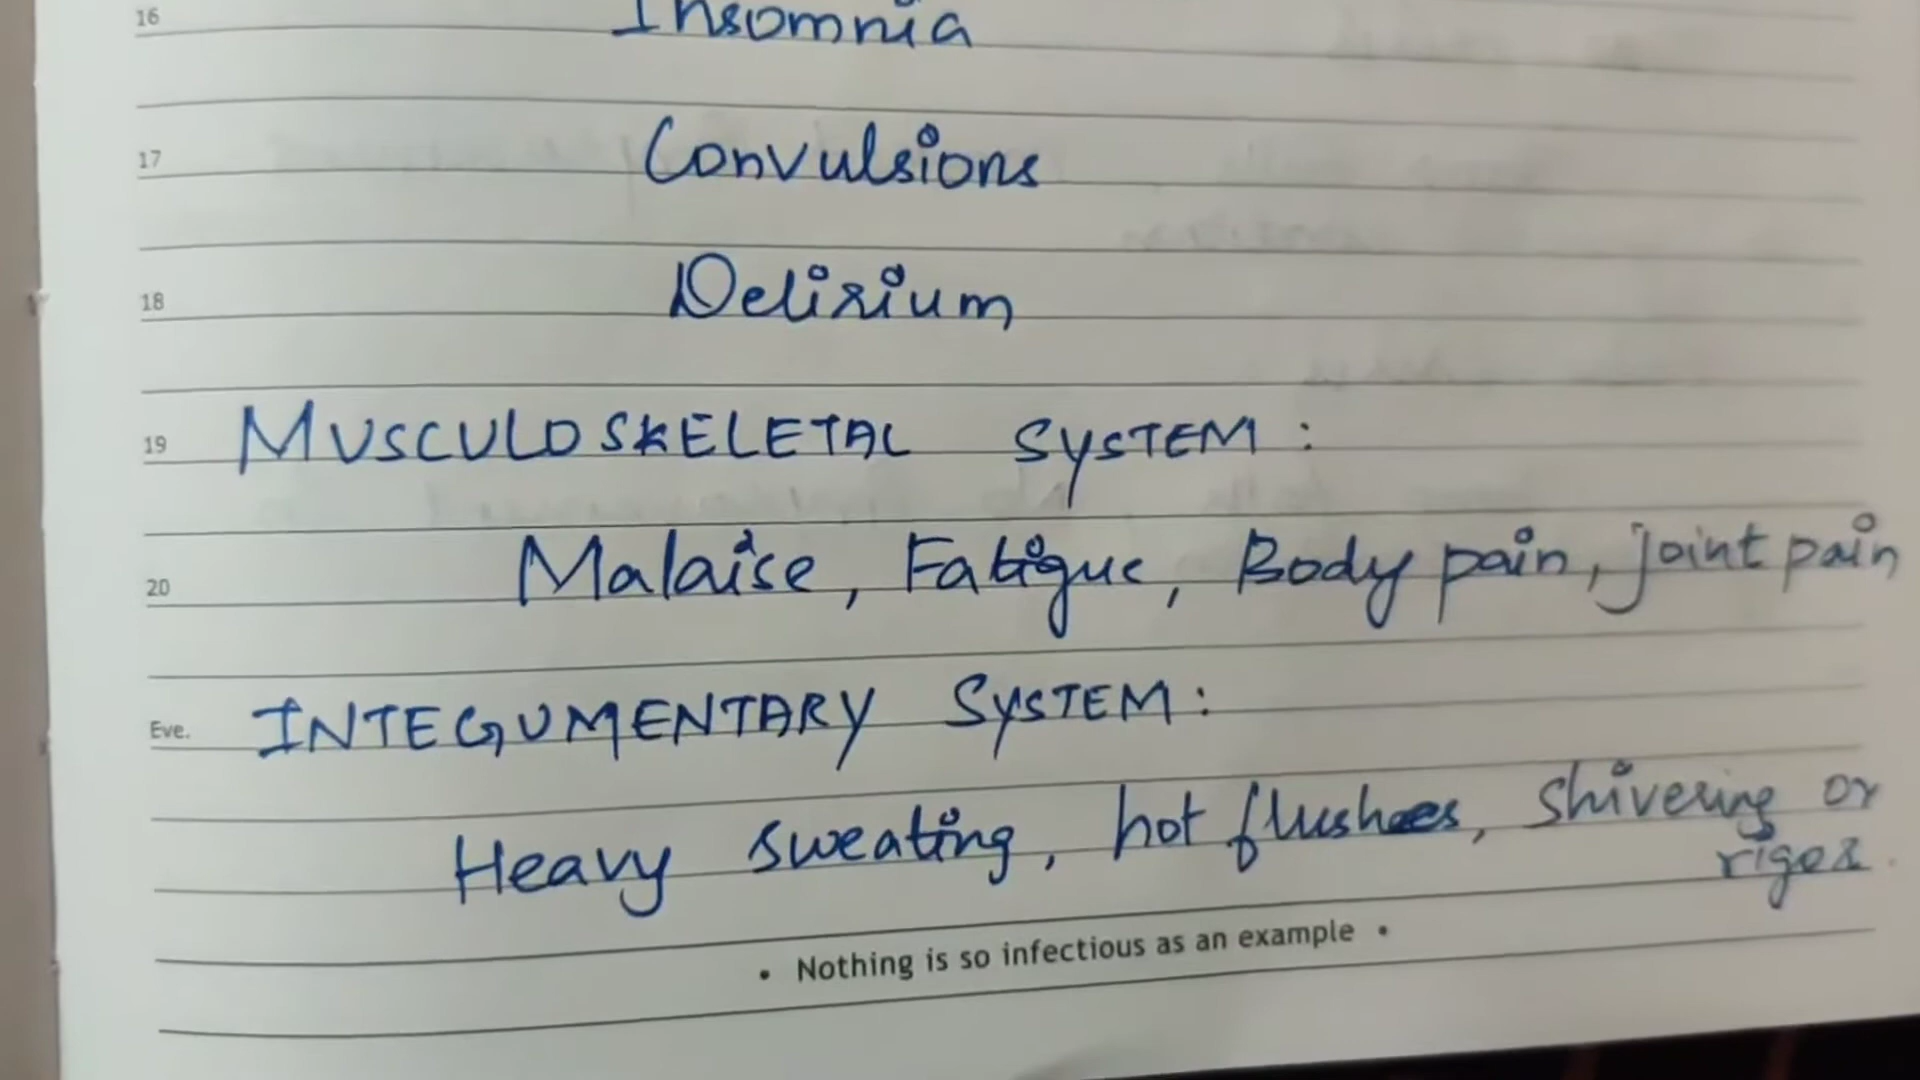 16 Insomnia
17 Convulsions
18 Delirium
19 MUSCULOSKELETAL SYSTEM :
20 Malaise, Fatigue, Body pain, joint pain
Eve. INTEGUMENTARY SYSTEM :
Heavy sweating, hot flushes, shivering or
rigor.
• Nothing is so infectious as an example •